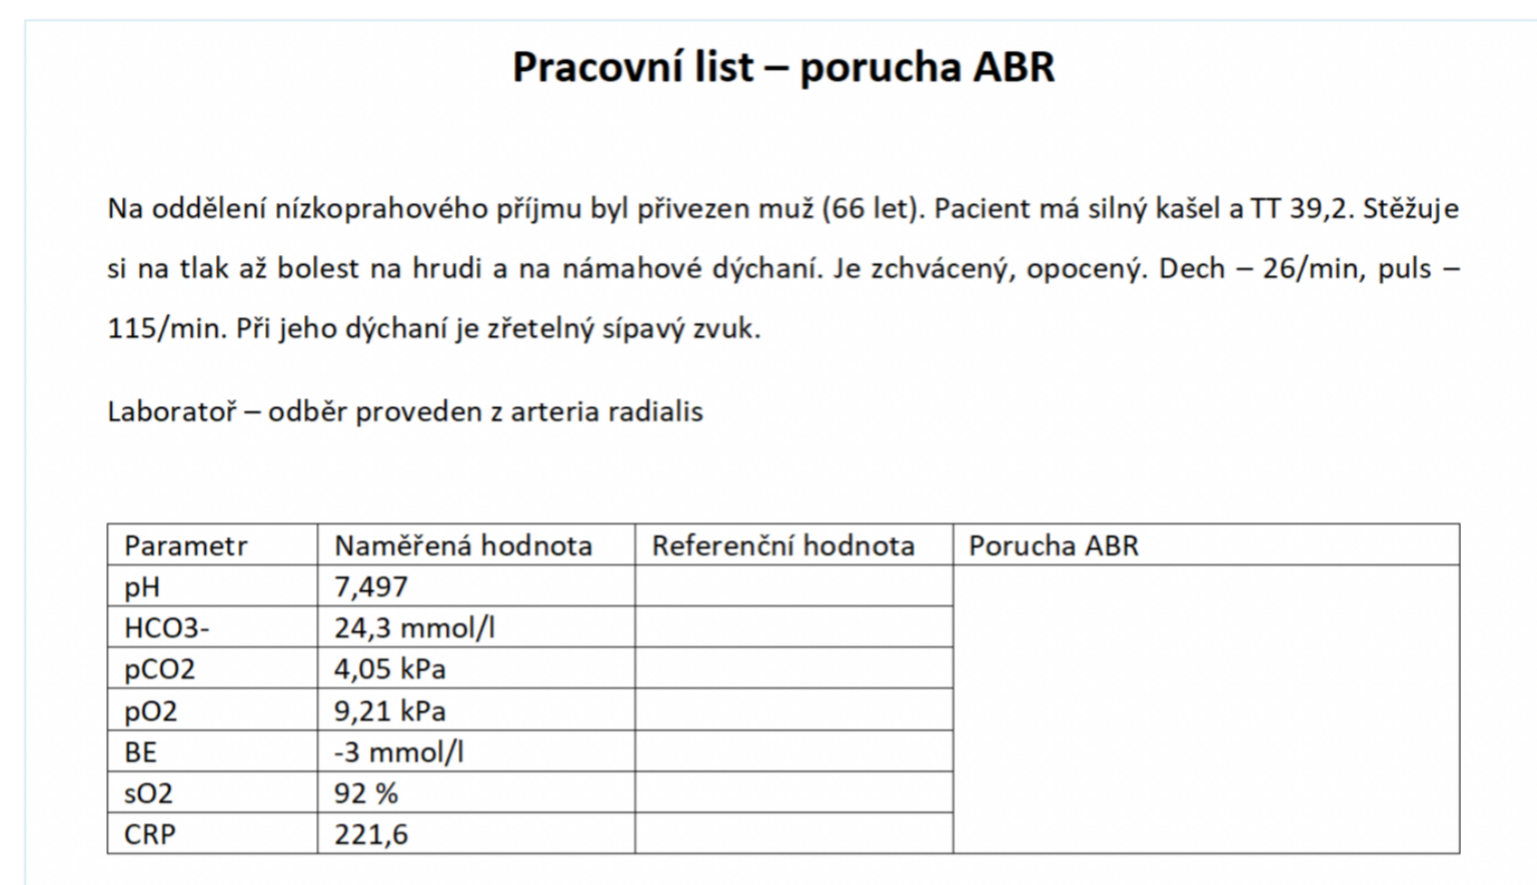 Pracovní list – porucha ABR
Na oddělení nízkoprahového příjmu byl přivezen muž (66 let). Pacient má silný kašel a TT 39,2. Stěžuje
si na tlak až bolest na hrudi a na námahové dýchaní. Je zchvácený, opocený. Dech – 26/min, puls –
115/min. Při jeho dýchaní je zřetelný sípavý zvuk.
Laboratoř – odběr proveden z arteria radialis
Parametr Naměřená hodnota Referenční hodnota Porucha ABR
pH 7,497
HCO3- 24,3 mmol/l
pCO2 4,05 kPa
pO2 9,21 kPa
BE -3 mmol/l
sO2 92 %
CRP 221,6